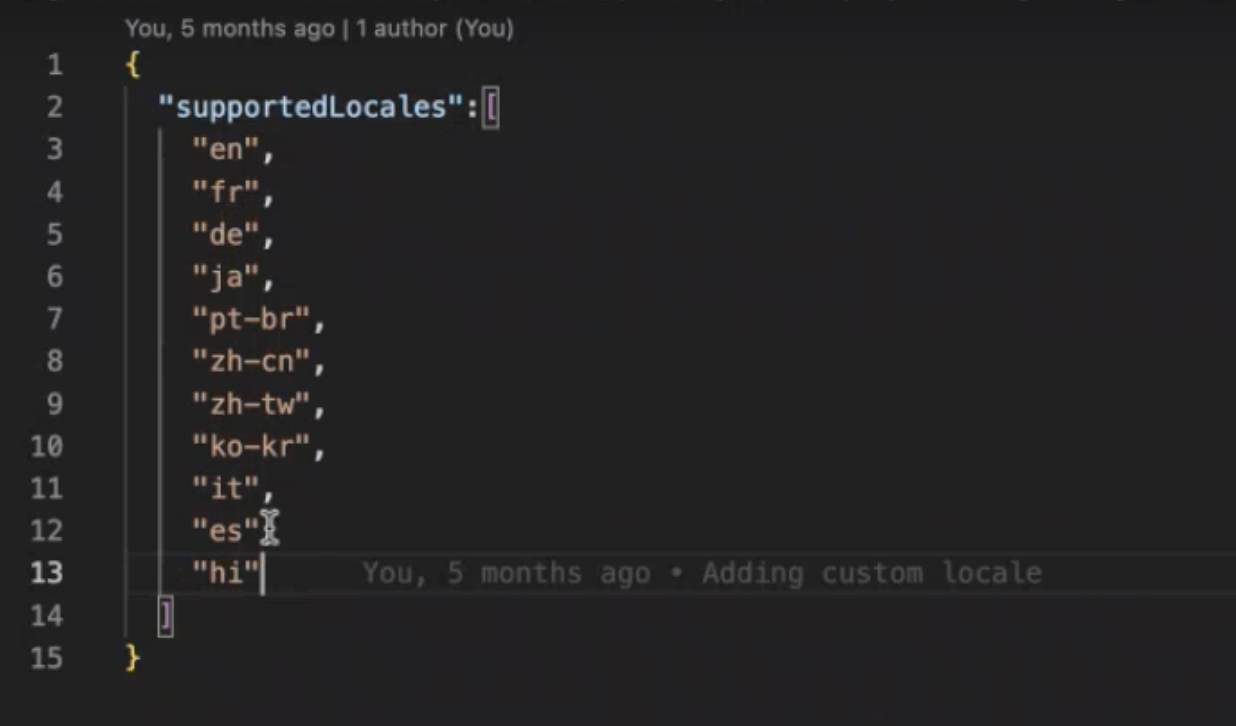 You, 5 months ago | 1 author (You)
1 {
2 "supportedLocales":[
3 "en",
4 "fr",
5 "de",
6 "ja",
7 "pt-br",
8 "zh-cn",
9 "zh-tw",
10 "ko-kr",
11 "it",
12 "es"
13 "hi" You, 5 months ago • Adding custom locale
14 ]
15 }